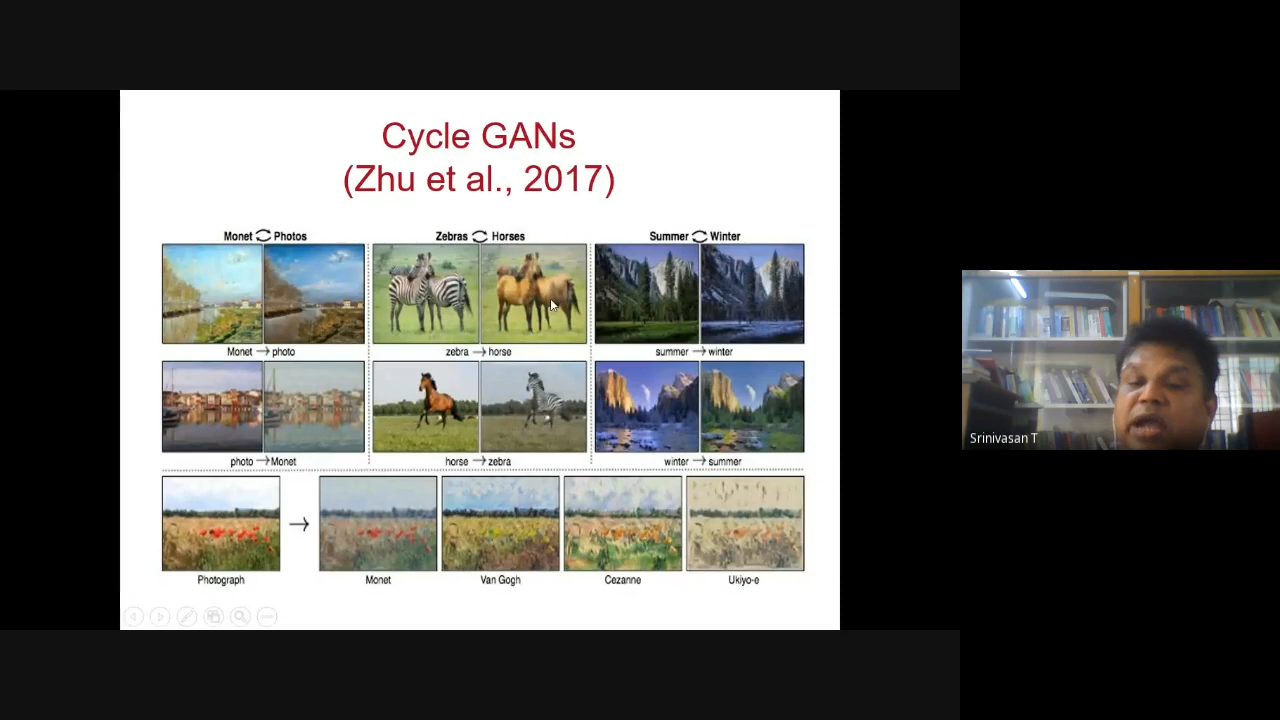 Cycle GANs
(Zhu et al., 2017)
Monet Photos
Zebras Horses
Summer Winter
Monet → photo
zebra → horse
summer → winter
photo → Monet
horse → zebra
winter → summer
→
Photograph
Monet
Van Gogh
Cezanne
Ukiyo-e
Srinivasan T